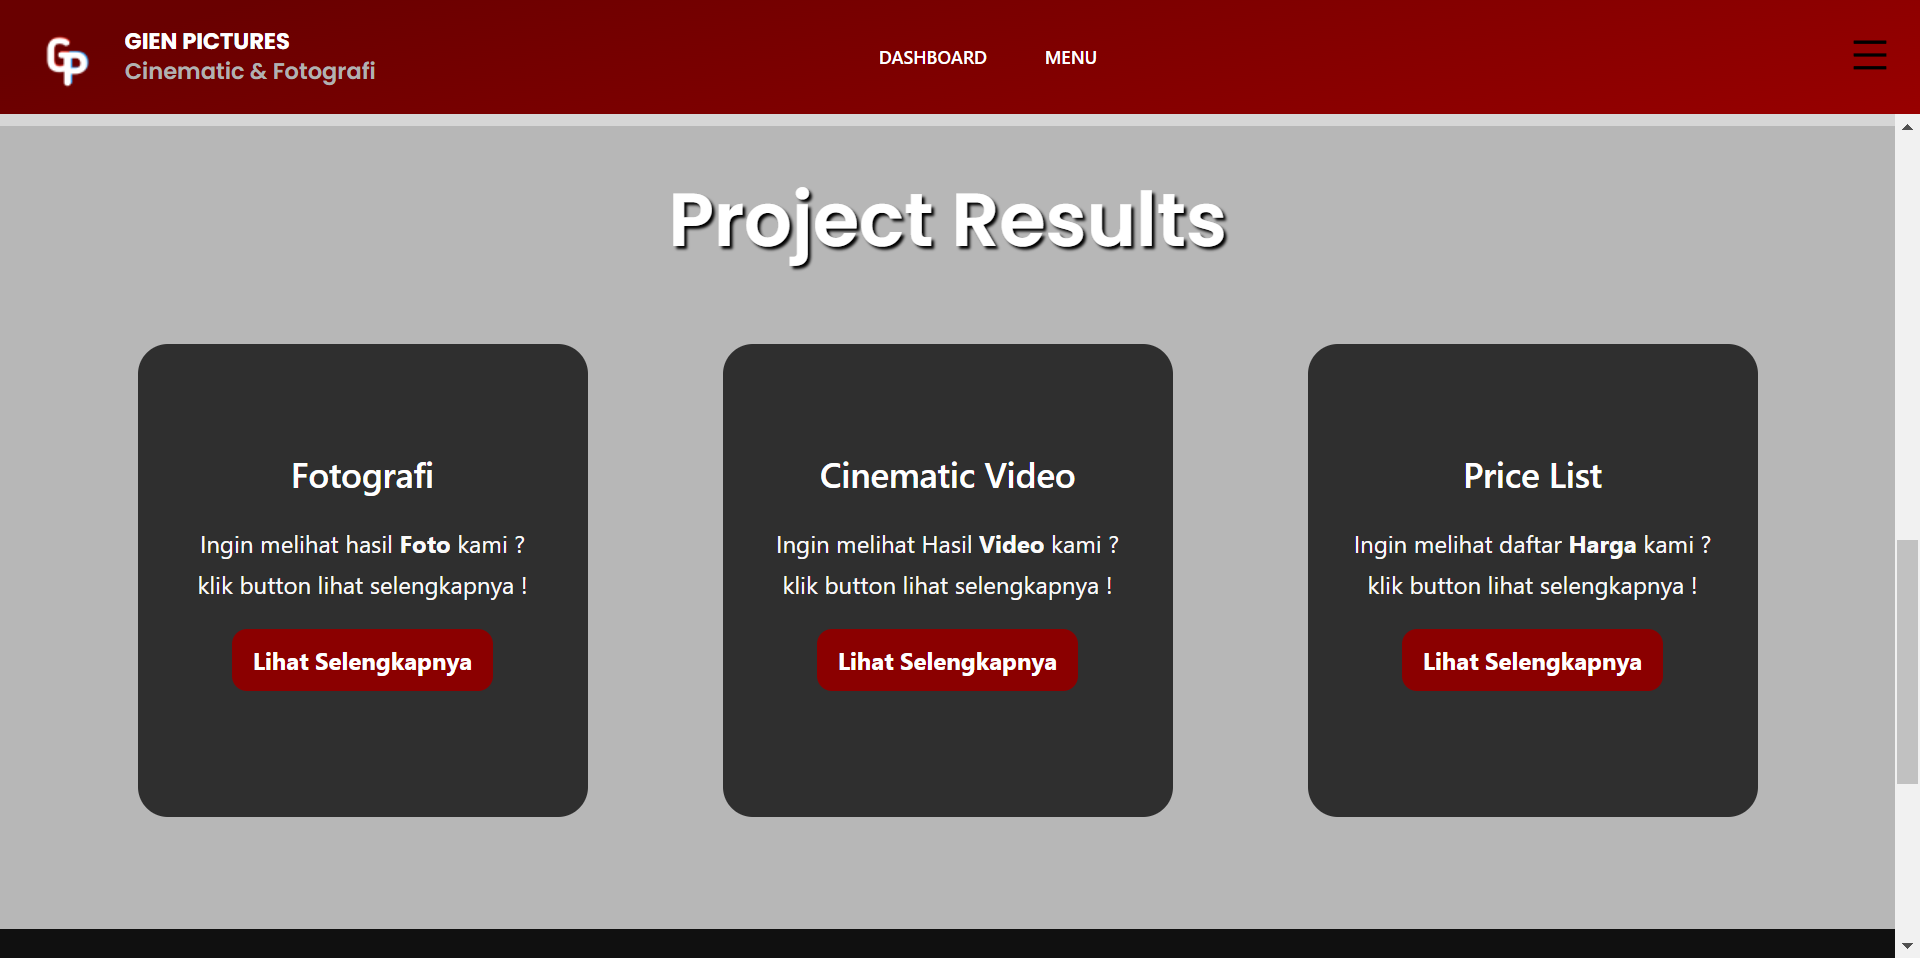 GP
GIEN PICTURES
Cinematic & Fotografi
DASHBOARD
MENU
Project Results
Fotografi
Ingin melihat hasil Foto kami ?
klik button lihat selengkapnya !
Lihat Selengkapnya
Cinematic Video
Ingin melihat Hasil Video kami ?
klik button lihat selengkapnya !
Lihat Selengkapnya
Price List
Ingin melihat daftar Harga kami ?
klik button lihat selengkapnya !
Lihat Selengkapnya